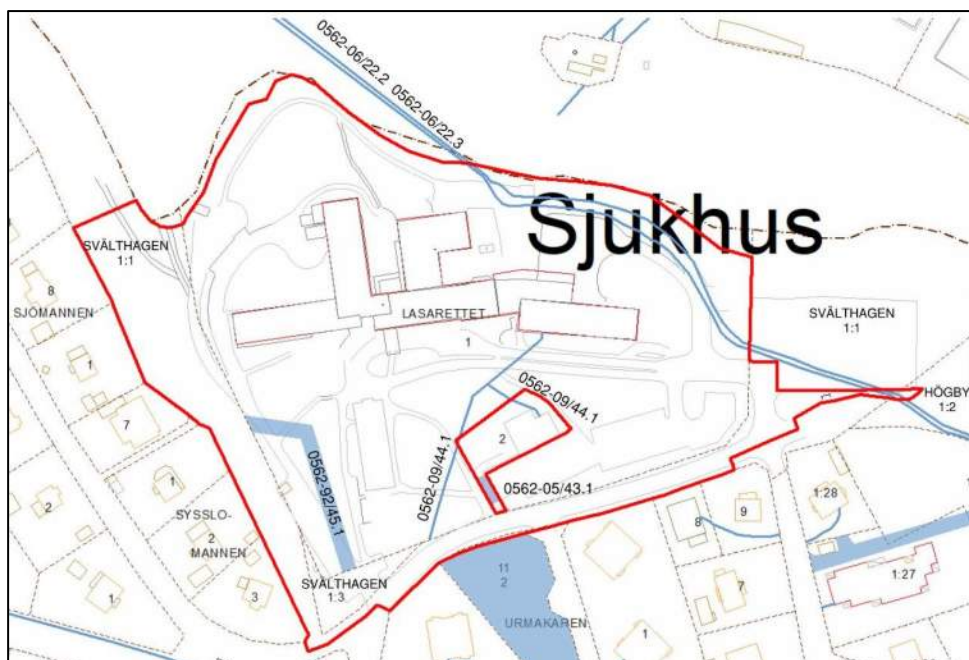 0562-06/22.2
0562-06/22.3
Sjukhus
SVÄLTHAGEN
1:1
8
SJÖMANNEN
LASARETTET
1
SVÄLTHAGEN
1:1
1
HÖGBY
1:2
7
0562-09/44.1
2
0562-09/44.1
0562-92/45.1
0562-05/43.1
1
2
SYSSLO-
2
MANNEN
3
1
SVÄLTHAGEN
1:3
8
9
1:28
11
2
7
1:27
URMAKAREN
1